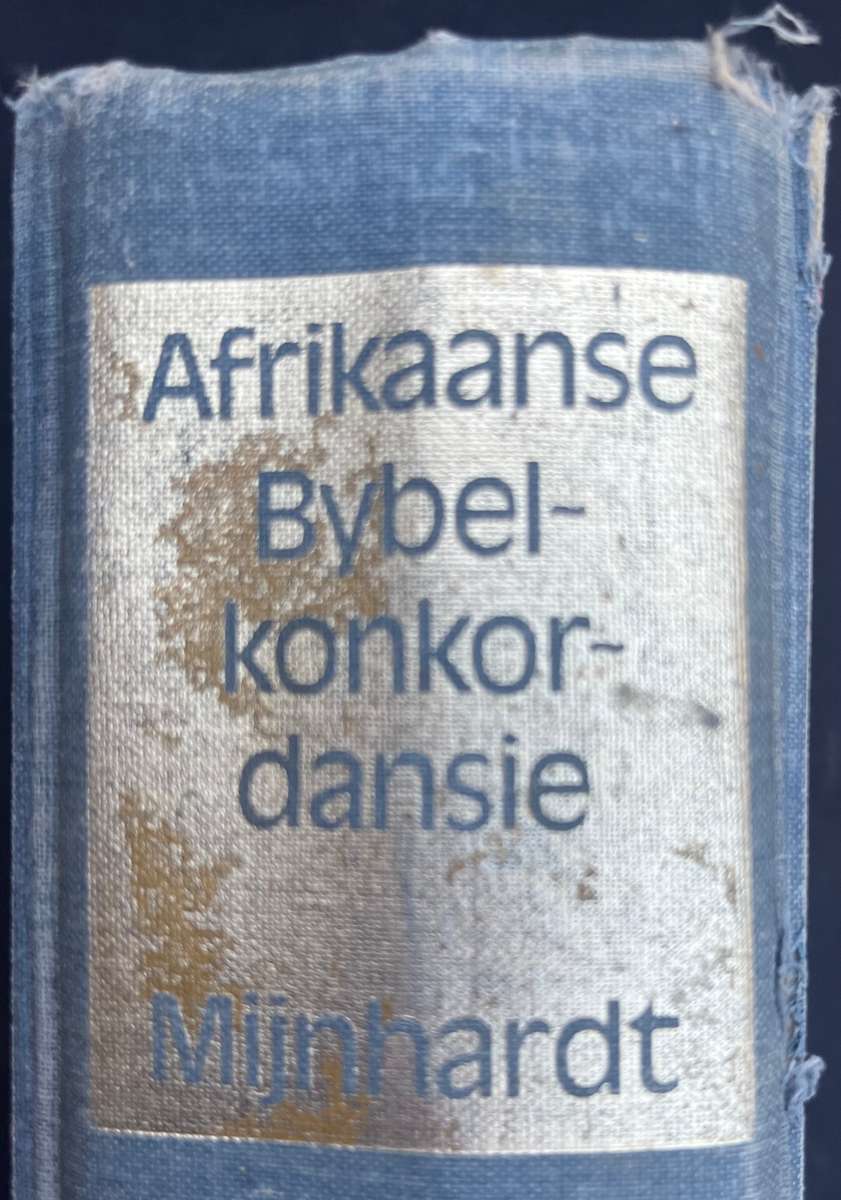 Afrikaanse
Bybel-
konkor-
dansie
Mijnhardt